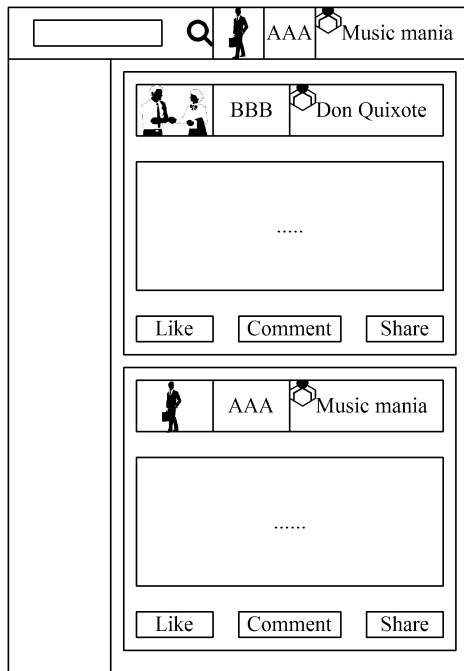 AAA Music mania
BBB Don Quixote
.....
Like Comment Share
AAA Music mania
......
Like Comment Share